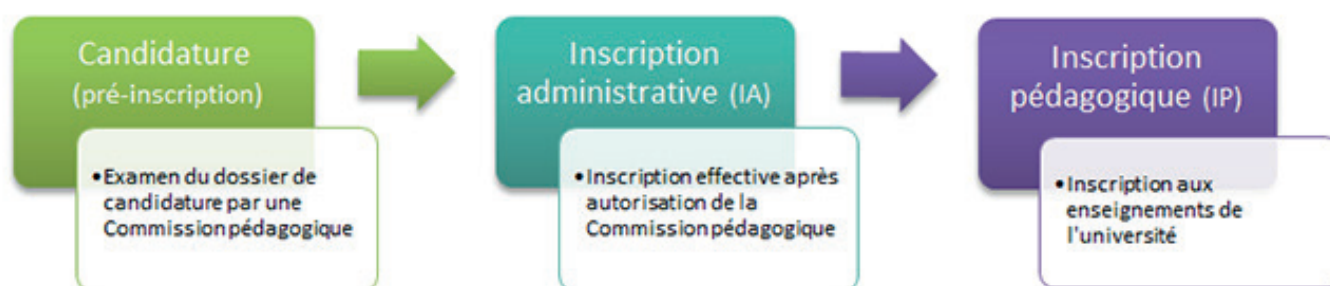 Candidature
(pré-inscription)
•Examen du dossier de
candidature par une
Commission pédagogique
Inscription
administrative (IA)
•Inscription effective après
autorisation de la
Commission pédagogique
Inscription
pédagogique (IP)
•Inscription aux
enseignements de
l'université